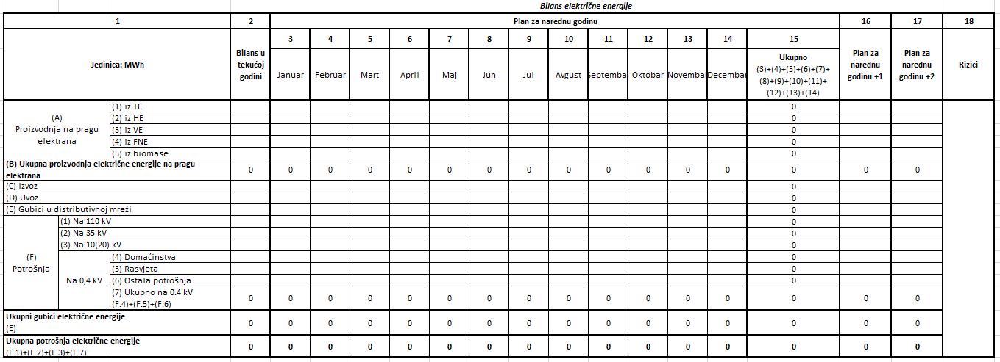 Bilans električne energije
1 2 Plan za narednu godinu 16 17 18
3 4 5 6 7 8 9 10 11 12 13 14 15
Jedinica: MWh
Bilans u
tekućoj
godini
Januar Februar Mart April Maj Jun Jul Avgust Septembar Oktobar Novembar Decembar
Ukupno
(3)+(4)+(5)+(6)+(7)+
(8)+(9)+(10)+(11)+
(12)+(13)+(14)
Plan za
narednu
godinu +1
Plan za
narednu
godinu +2
Rizici
(A)
Proizvodnja na pragu
elektrana
(1) iz TE 0
(2) iz HE 0
(3) iz VE 0
(4) iz FNE 0
(5) iz biomase 0
(B) Ukupna proizvodnja električne energije na pragu
elektrana
0 0 0 0 0 0 0 0 0 0 0 0 0 0 0 0
(C) Izvoz 0
(D) Uvoz 0
(E) Gubici u distributivnoj mreži 0
(F)
Potrošnja
(1) Na 110 kV 0
(2) Na 35 kV 0
(3) Na 10(20) kV 0
Na 0,4 kV
(4) Domaćinstva 0
(5) Rasvjeta 0
(6) Ostala potrošnja 0
(7) Ukupno na 0.4 kV
(F.4)+(F.5)+(F.6)
0 0 0 0 0 0 0 0 0 0 0 0 0 0 0 0
Ukupni gubici električne energije
(E)
0 0 0 0 0 0 0 0 0 0 0 0 0 0 0 0
Ukupna potrošnja električne energije
(F.1)+(F.2)+(F.3)+(F.7)
0 0 0 0 0 0 0 0 0 0 0 0 0 0 0 0